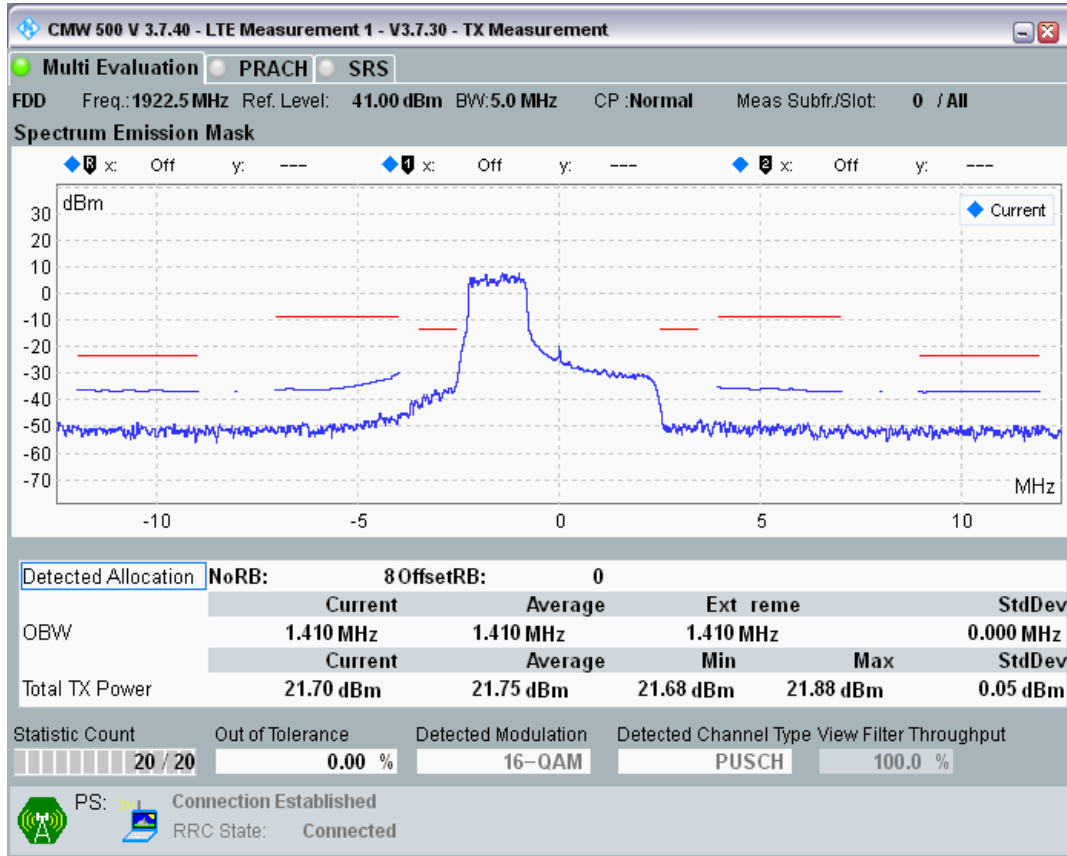 CMW 500 V 3.7.40 - LTE Measurement 1 - V3.7.30 - TX Measurement
Multi Evaluation PRACH SRS
FDD Freq.: 1922.5 MHz Ref. Level: 41.00 dBm BW: 5.0 MHz CP : Normal Meas Subfr./Slot: 0 / All
Spectrum Emission Mask
R x: Off y: --- 1 x: Off y: --- 2 x: Off y: ---
dBm
Current
30
20
10
0
-10
-20
-30
-40
-50
-60
-70
MHz
-10 -5 0 5 10
Detected Allocation NoRB: 8 OffsetRB: 0
Current Average Ext reme StdDev
OBW 1.410 MHz 1.410 MHz 1.410 MHz 0.000 MHz
Current Average Min Max StdDev
Total TX Power 21.70 dBm 21.75 dBm 21.68 dBm 21.88 dBm 0.05 dBm
Statistic Count Out of Tolerance Detected Modulation Detected Channel Type View Filter Throughput
20 / 20 0.00 % 16-QAM PUSCH 100.0 %
PS: Connection Established
RRC State: Connected